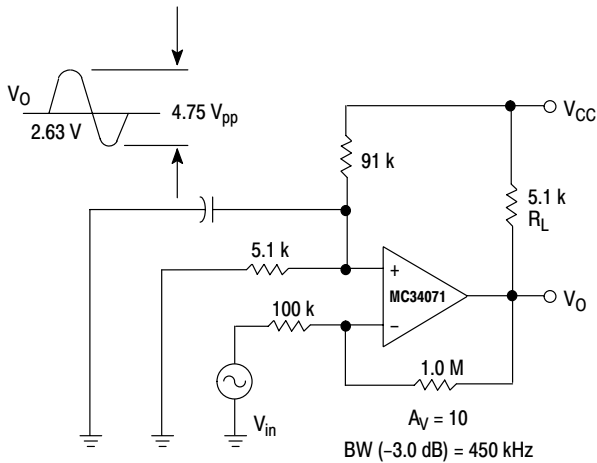 V_O
2.63 V
4.75 V_pp
V_CC
91 k
5.1 k
R_L
5.1 k
+
MC34071
−
V_O
100 k
1.0 M
V_in
A_V = 10
BW (−3.0 dB) = 450 kHz